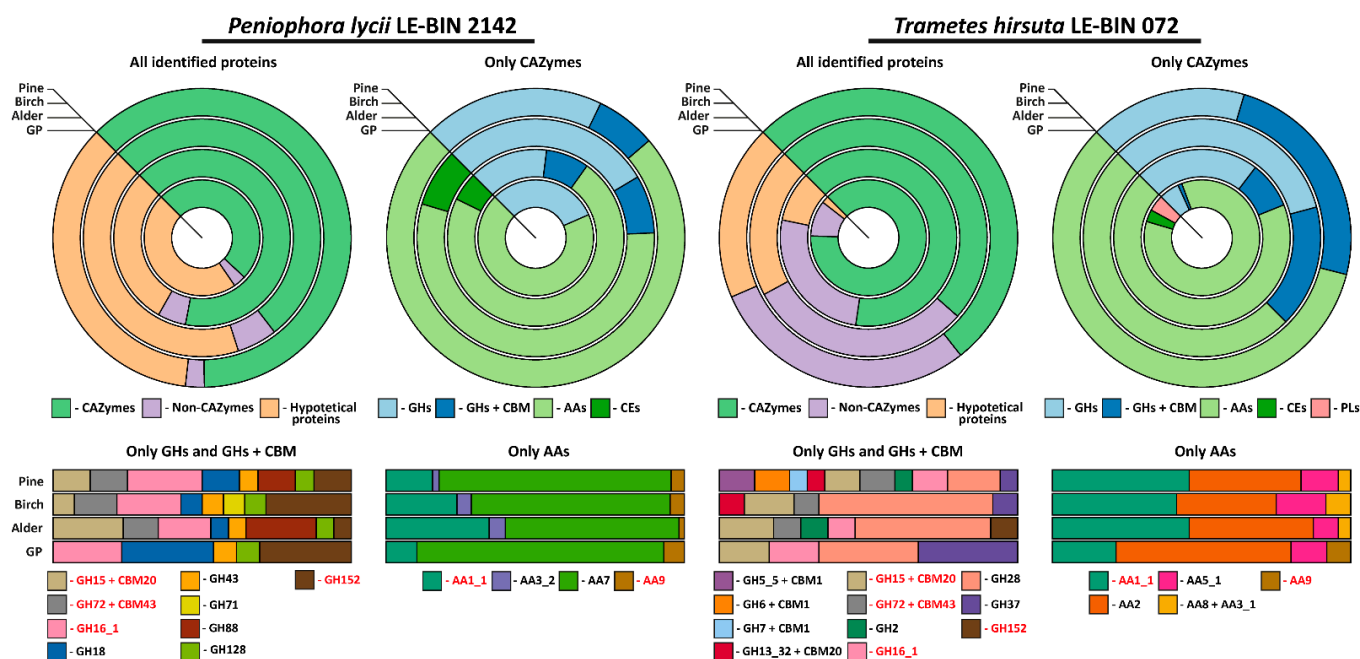 Peniophora lycii LE-BIN 2142
Trametes hirsuta LE-BIN 072
All identified proteins
Only CAZymes
All identified proteins
Only CAZymes
Pine
Birch
Alder
GP
Pine
Birch
Alder
GP
Pine
Birch
Alder
GP
Pine
Birch
Alder
GP
- CAZymes - Non-CAZymes - Hypotetical proteins
- GHs - GHs + CBM - AAs - CEs
- CAZymes - Non-CAZymes - Hypotetical proteins
- GHs - GHs + CBM - AAs - CEs - PLs
Only GHs and GHs + CBM
Only AAs
Only GHs and GHs + CBM
Only AAs
Pine
Birch
Alder
GP
- GH15 + CBM20
- GH72 + CBM43
- GH16_1
- GH18
- GH43
- GH71
- GH88
- GH128
- GH152
- AA1_1 - AA3_2 - AA7 - AA9
- GH5_5 + CBM1
- GH6 + CBM1
- GH7 + CBM1
- GH13_32 + CBM20
- GH15 + CBM20
- GH72 + CBM43
- GH2
- GH16_1
- GH28
- GH37
- GH152
- AA1_1
- AA2
- AA5_1
- AA8 + AA3_1
- AA9